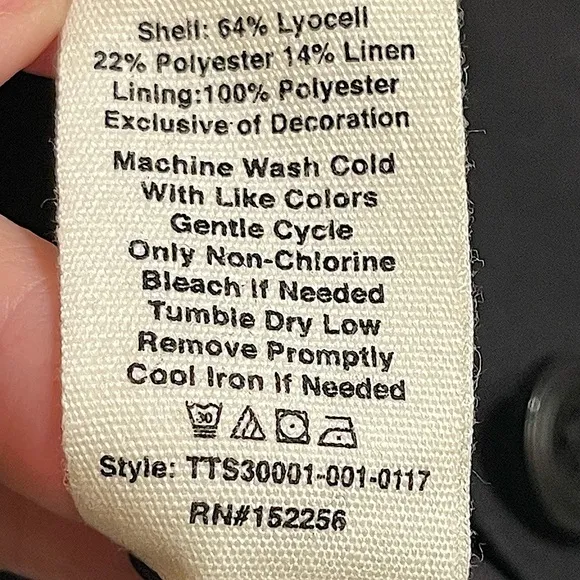 Shell: 64% Lyocell
22% Polyester 14% Linen
Lining:100% Polyester
Exclusive of Decoration
Machine Wash Cold
With Like Colors
Gentle Cycle
Only Non-Chlorine
Bleach If Needed
Tumble Dry Low
Remove Promptly
Cool Iron If Needed
30
Style: TTS30001-001-0117
RN#152256